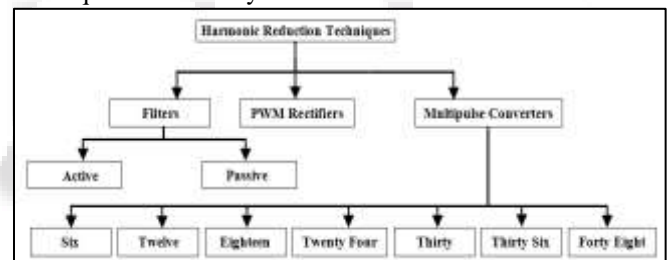 Harmonic Reduction Techniques
Filters PWM Rectifiers Multipulse Converters
Active Passive
Six Twelve Eighteen Twenty Four Thirty Thirty Six Forty Eight